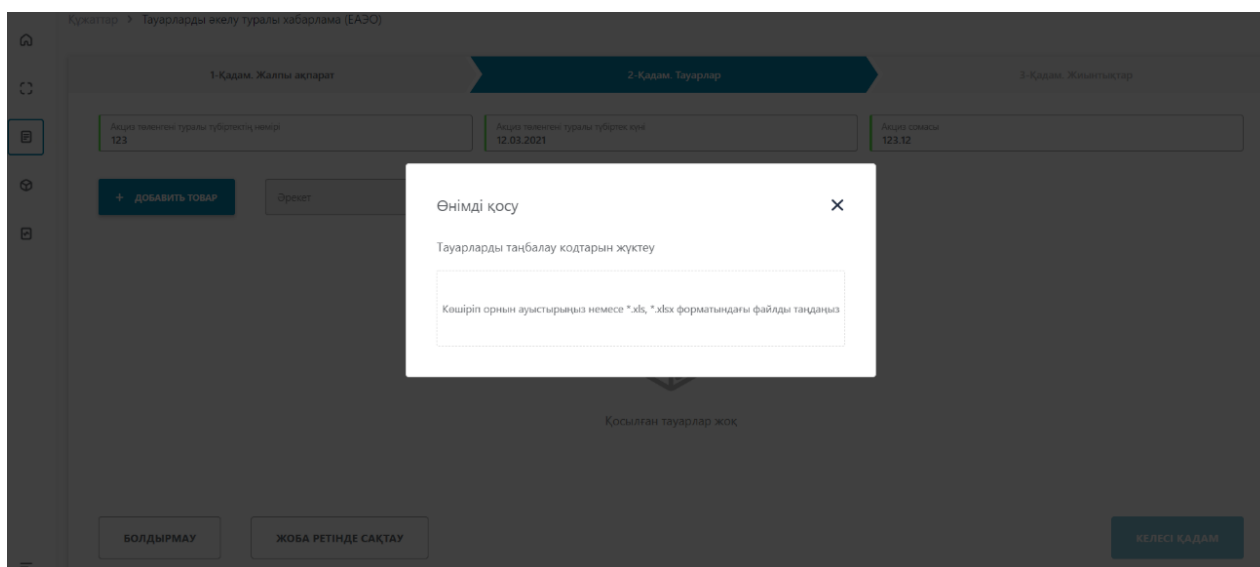 Құжаттар > Тауарларды әкелу туралы хабарлама (ЕАЭО)
1-Қадам. Жалпы ақпарат
2-Қадам. Тауарлар
3-Қадам. Жиынтықтар
Акциз төленгені туралы түбіртектің нөмірі
123
Акциз төленгені туралы түбіртек күні
12.03.2021
Акциз сомасы
123.12
+ ДОБАВИТЬ ТОВАР
Әрекет
Өнімді қосу
Тауарларды таңбалау кодтарын жүктеу
Көшіріп орнын ауыстырыңыз немесе *.xls, *.xlsx форматындағы файлды таңдаңыз
Қосылған тауарлар жоқ
БОЛДЫРМАУ
ЖОБА РЕТІНДЕ САҚТАУ
КЕЛЕСІ ҚАДАМ